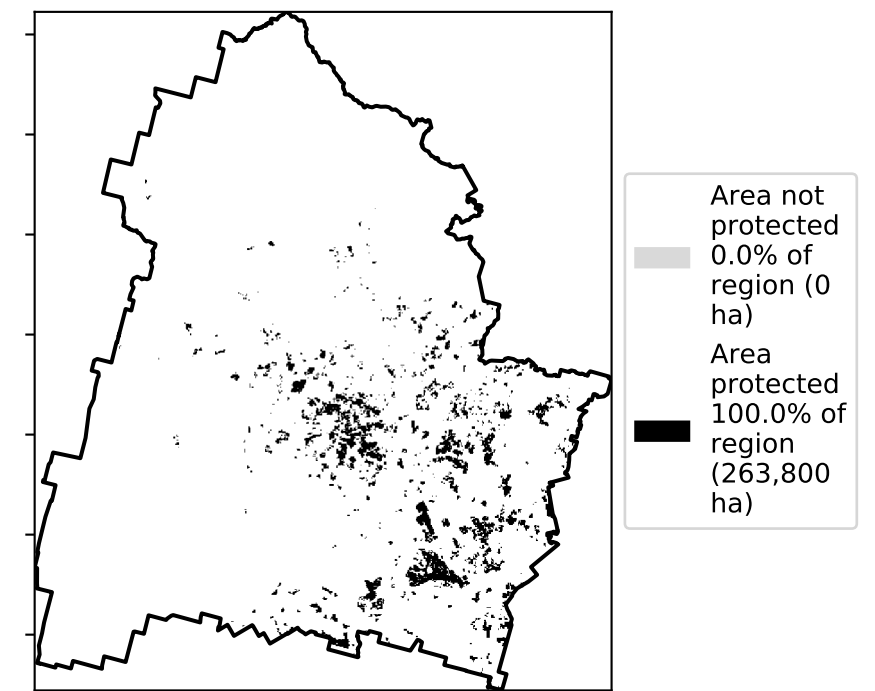 Area not
protected
0.0% of
region (0
ha)
Area
protected
100.0% of
region
(263,800
ha)